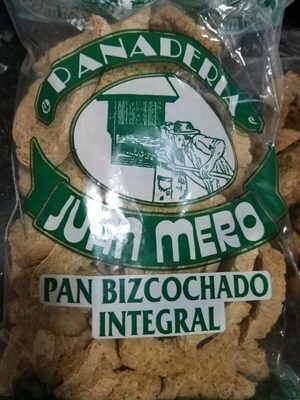 PANADERIA
JUAN MERO
PAN BIZCOCHADO
INTEGRAL